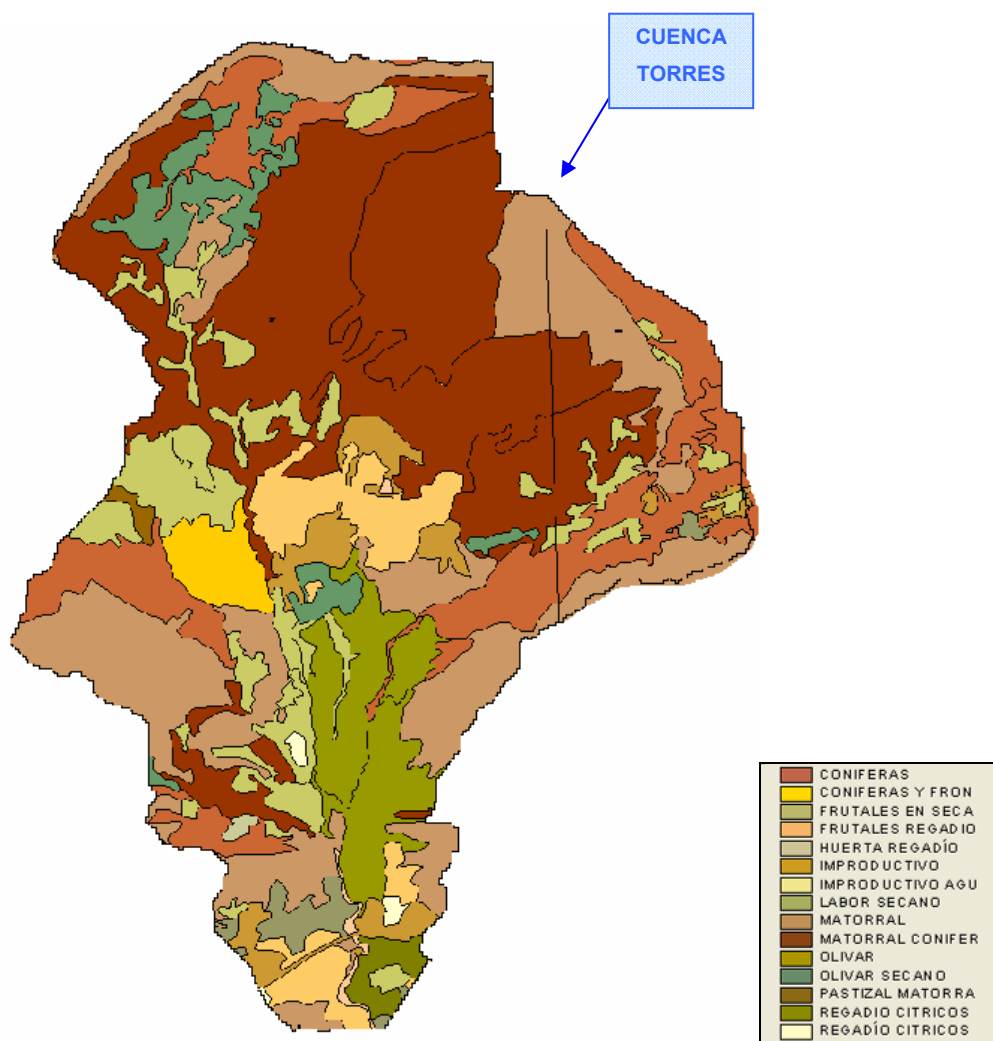 CUENCA
TORRES
CONIFERAS
CONIFERAS Y FRON
FRUTALES EN SECA
FRUTALES REGADIO
HUERTA REGADÍO
IMPRODUCTIVO
IMPRODUCTIVO AGU
LABOR SECANO
MATORRAL
MATORRAL CONIFER
OLIVAR
OLIVAR SECANO
PASTIZAL MATORRA
REGADIO CITRICOS
REGADÍO CITRICOS